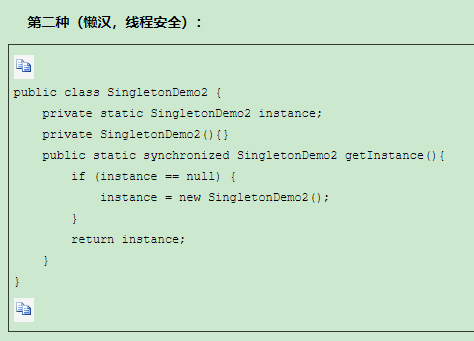 第二种（懒汉，线程安全）：
public class SingletonDemo2 {
    private static SingletonDemo2 instance;
    private SingletonDemo2(){}
    public static synchronized SingletonDemo2 getInstance(){
        if (instance == null) {
            instance = new SingletonDemo2();
        }
        return instance;
    }
}